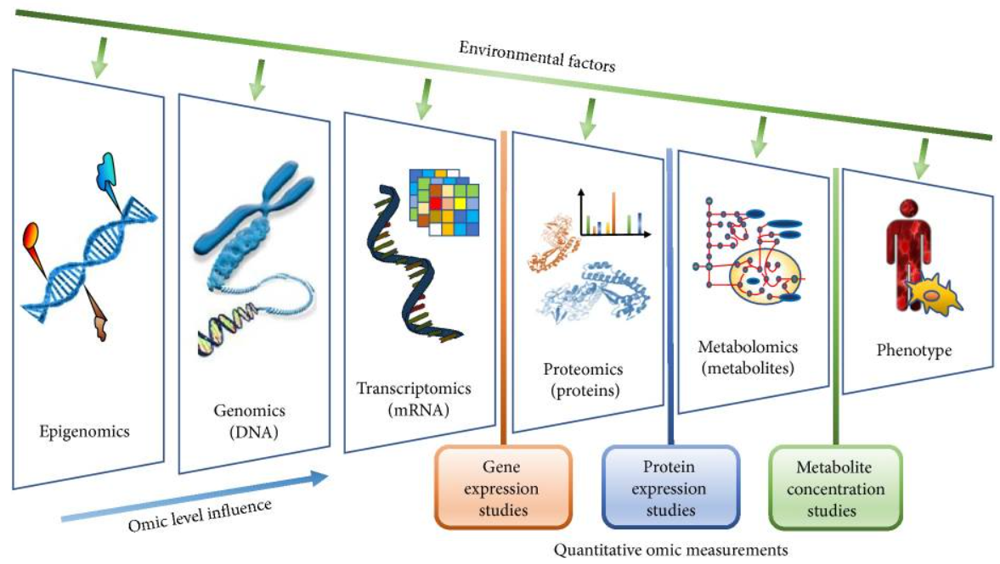 Environmental factors
Epigenomics
Genomics
(DNA)
Transcriptomics
(mRNA)
Proteomics
(proteins)
Metabolomics
(metabolites)
Phenotype
Omic level influence
Gene
expression
studies
Protein
expression
studies
Metabolite
concentration
studies
Quantitative omic measurements